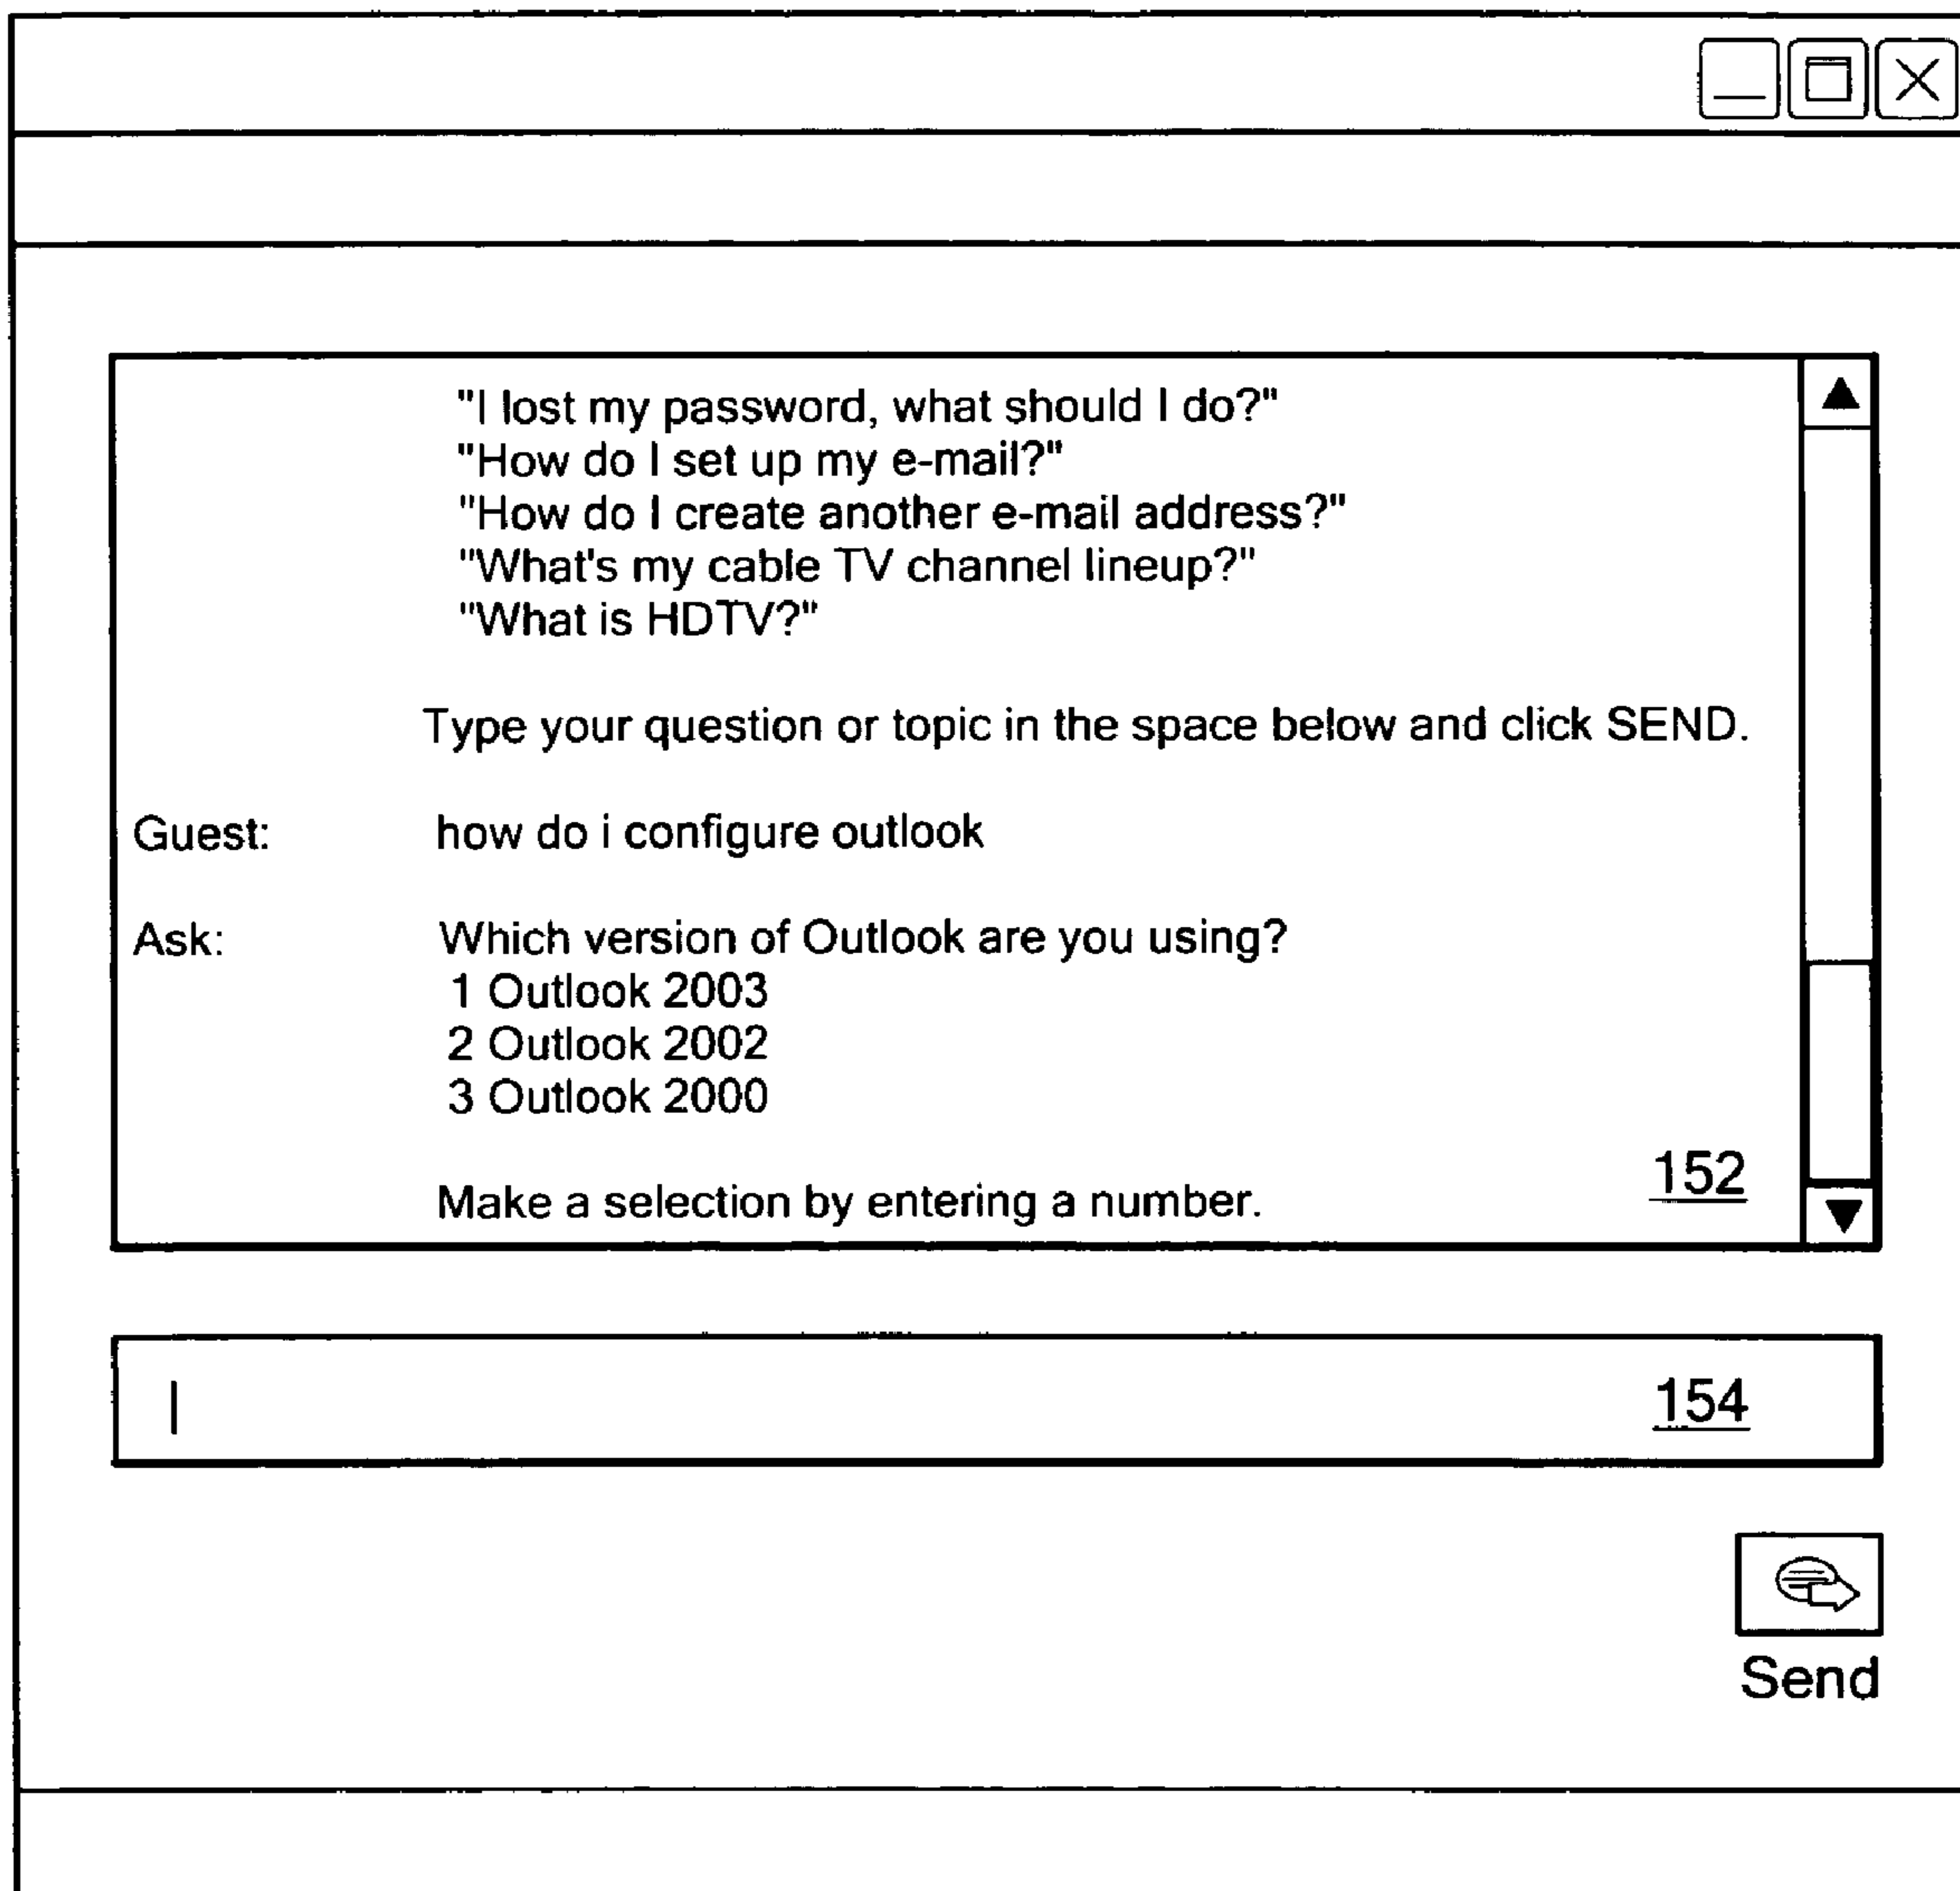 "I lost my password, what should I do?"
"How do I set up my e-mail?"
"How do I create another e-mail address?"
"What's my cable TV channel lineup?"
"What is HDTV?"
Type your question or topic in the space below and click SEND.
Guest: how do i configure outlook
Ask: Which version of Outlook are you using?
1 Outlook 2003
2 Outlook 2002
3 Outlook 2000
152
Make a selection by entering a number.
154
Send